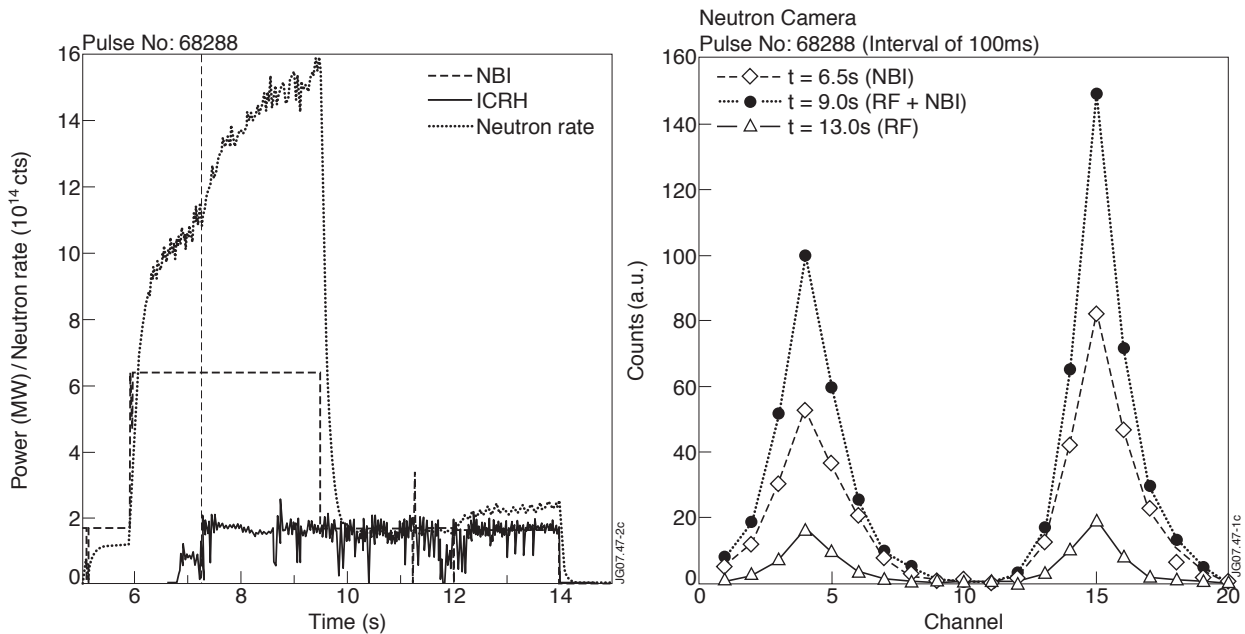 Pulse No: 68288
NBI
ICRH
Neutron rate
Power (MW) / Neutron rate (10¹⁴ cts)
16
14
12
10
8
6
4
2
0
6
8
10
12
14
Time (s)
JG07.47-2c
Neutron Camera
Pulse No: 68288 (Interval of 100ms)
t = 6.5s (NBI)
t = 9.0s (RF + NBI)
t = 13.0s (RF)
Counts (a.u.)
160
140
120
100
80
60
40
20
0
0
5
10
15
20
Channel
JG07.47-1c